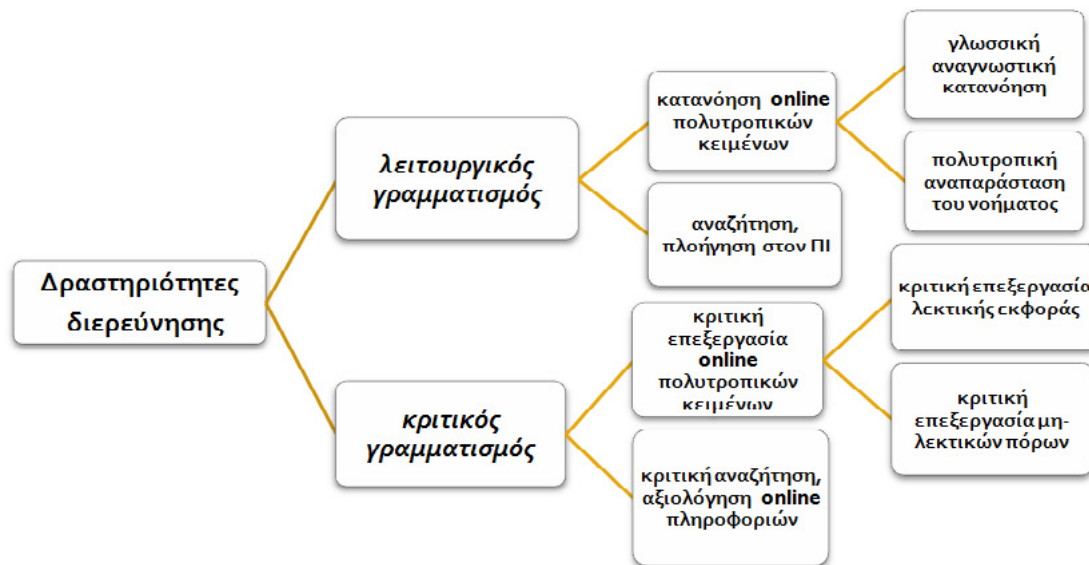 Δραστηριότητες
διερεύνησης
λειτουργικός
γραμματισμός
κατανόηση online
πολυτροπικών
κειμένων
γλωσσική
αναγνωστική
κατανόηση
πολυτροπική
αναπαράσταση
του νοήματος
αναζήτηση,
πλοήγηση στον ΠΙ
κριτικός
γραμματισμός
κριτική
επεξεργασία
online
πολυτροπικών
κειμένων
κριτική επεξεργασία
λεκτικής εκφοράς
κριτική
επεξεργασία μη-
λεκτικών πόρων
κριτική αναζήτηση,
αξιολόγηση online
πληροφοριών